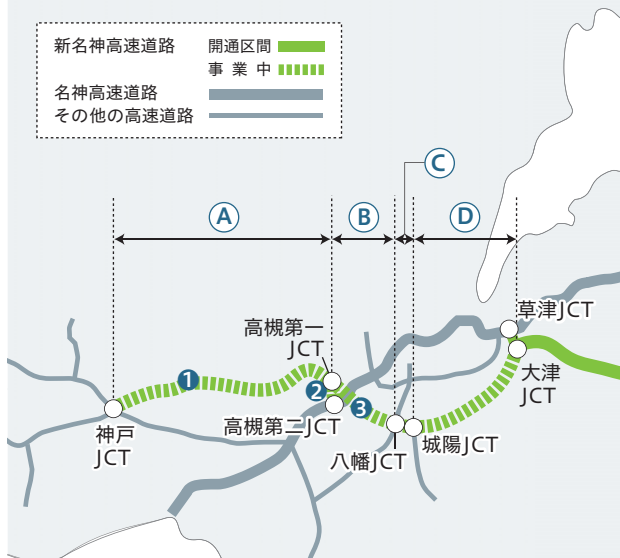 新名神高速道路
開通区間
事業中
名神高速道路
その他の高速道路
Ⓒ
Ⓐ
Ⓑ
Ⓓ
草津JCT
高槻第一
JCT
大津
JCT
❶
❷
❸
高槻第二JCT
神戸
JCT
八幡JCT
城陽JCT